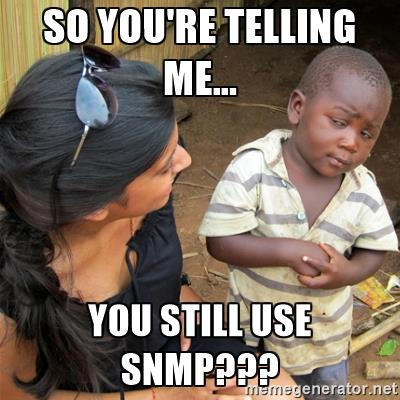 SO YOU'RE TELLING
ME...
YOU STILL USE
SNMP???
memegenerator.net